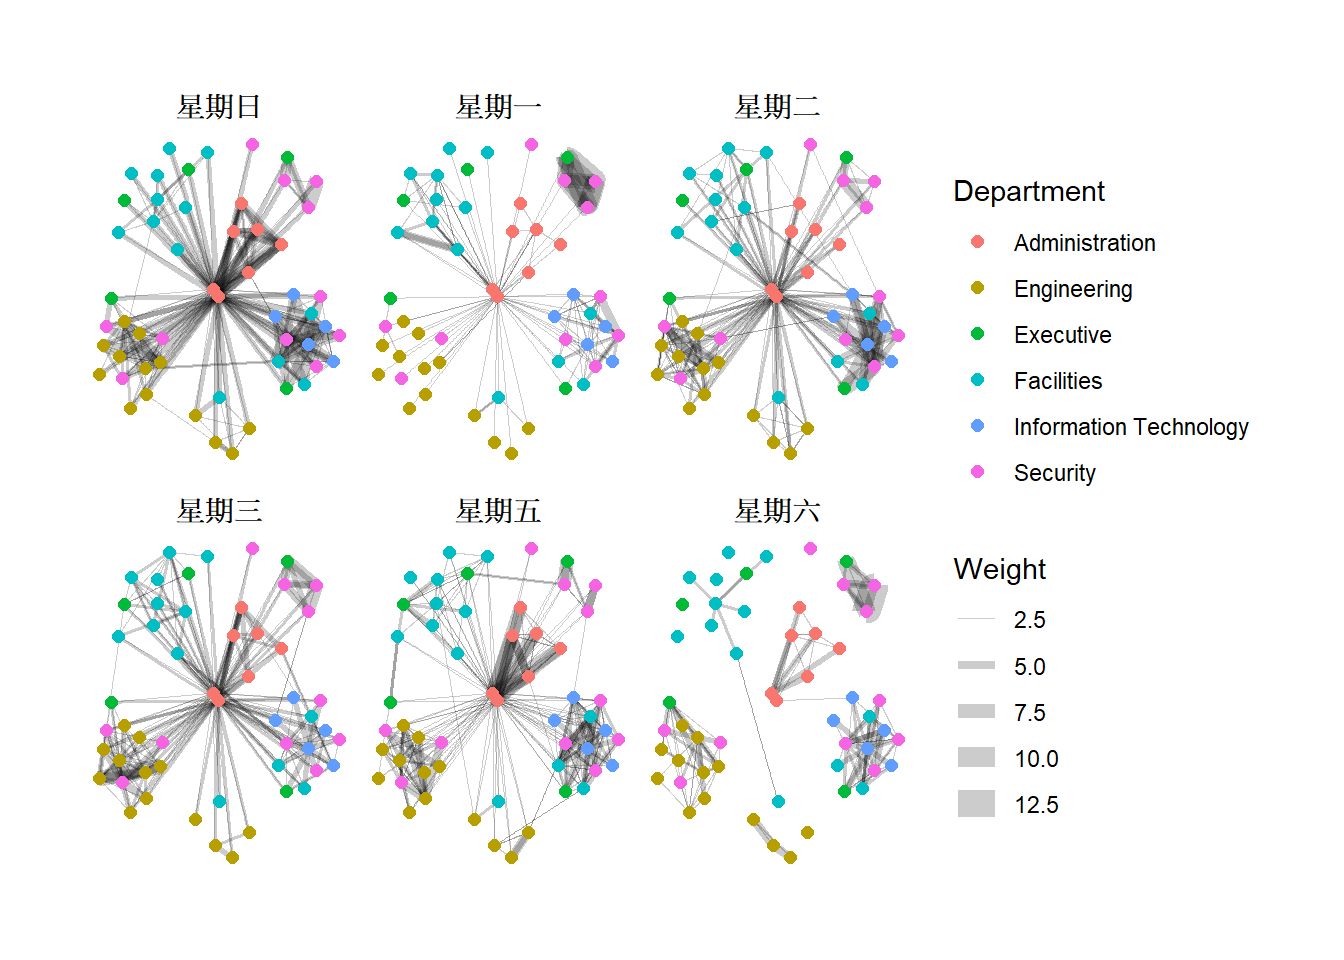 星期日
星期一
星期二
星期三
星期五
星期六
Department
Administration
Engineering
Executive
Facilities
Information Technology
Security
Weight
2.5
5.0
7.5
10.0
12.5